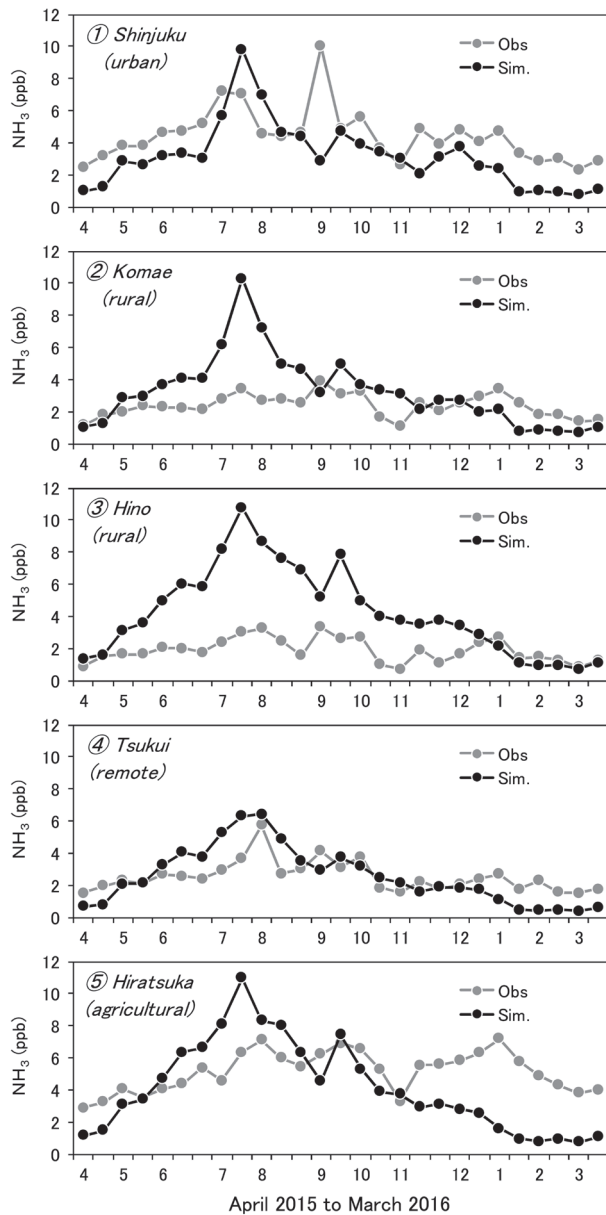 ① Shinjuku
(urban)
Obs
Sim.
NH3 (ppb)
12
10
8
6
4
2
0
4 5 6 7 8 9 10 11 12 1 2 3
② Komae
(rural)
Obs
Sim.
NH3 (ppb)
12
10
8
6
4
2
0
4 5 6 7 8 9 10 11 12 1 2 3
③ Hino
(rural)
Obs
Sim.
NH3 (ppb)
12
10
8
6
4
2
0
4 5 6 7 8 9 10 11 12 1 2 3
④ Tsukui
(remote)
Obs
Sim.
NH3 (ppb)
12
10
8
6
4
2
0
4 5 6 7 8 9 10 11 12 1 2 3
⑤ Hiratsuka
(agricultural)
Obs
Sim.
NH3 (ppb)
12
10
8
6
4
2
0
4 5 6 7 8 9 10 11 12 1 2 3
April 2015 to March 2016